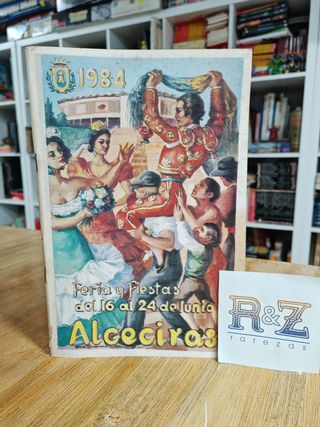 1984
Feria y Fiestas
del 16 al 24 de Junio
Algeciras
R&Z
rarezas